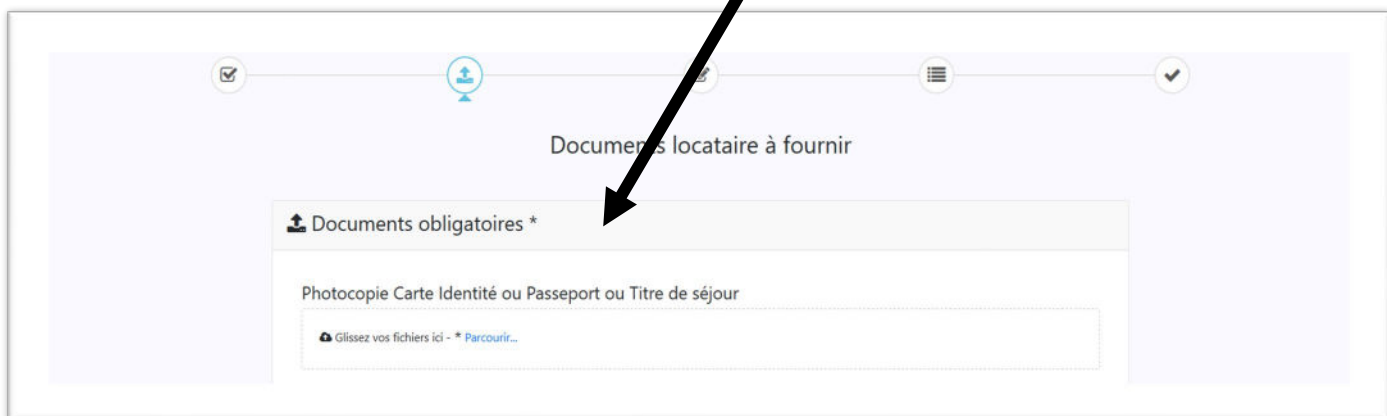 Documents locataire à fournir
Documents obligatoires *
Photocopie Carte Identité ou Passeport ou Titre de séjour
Glissez vos fichiers ici - * Parcourir...